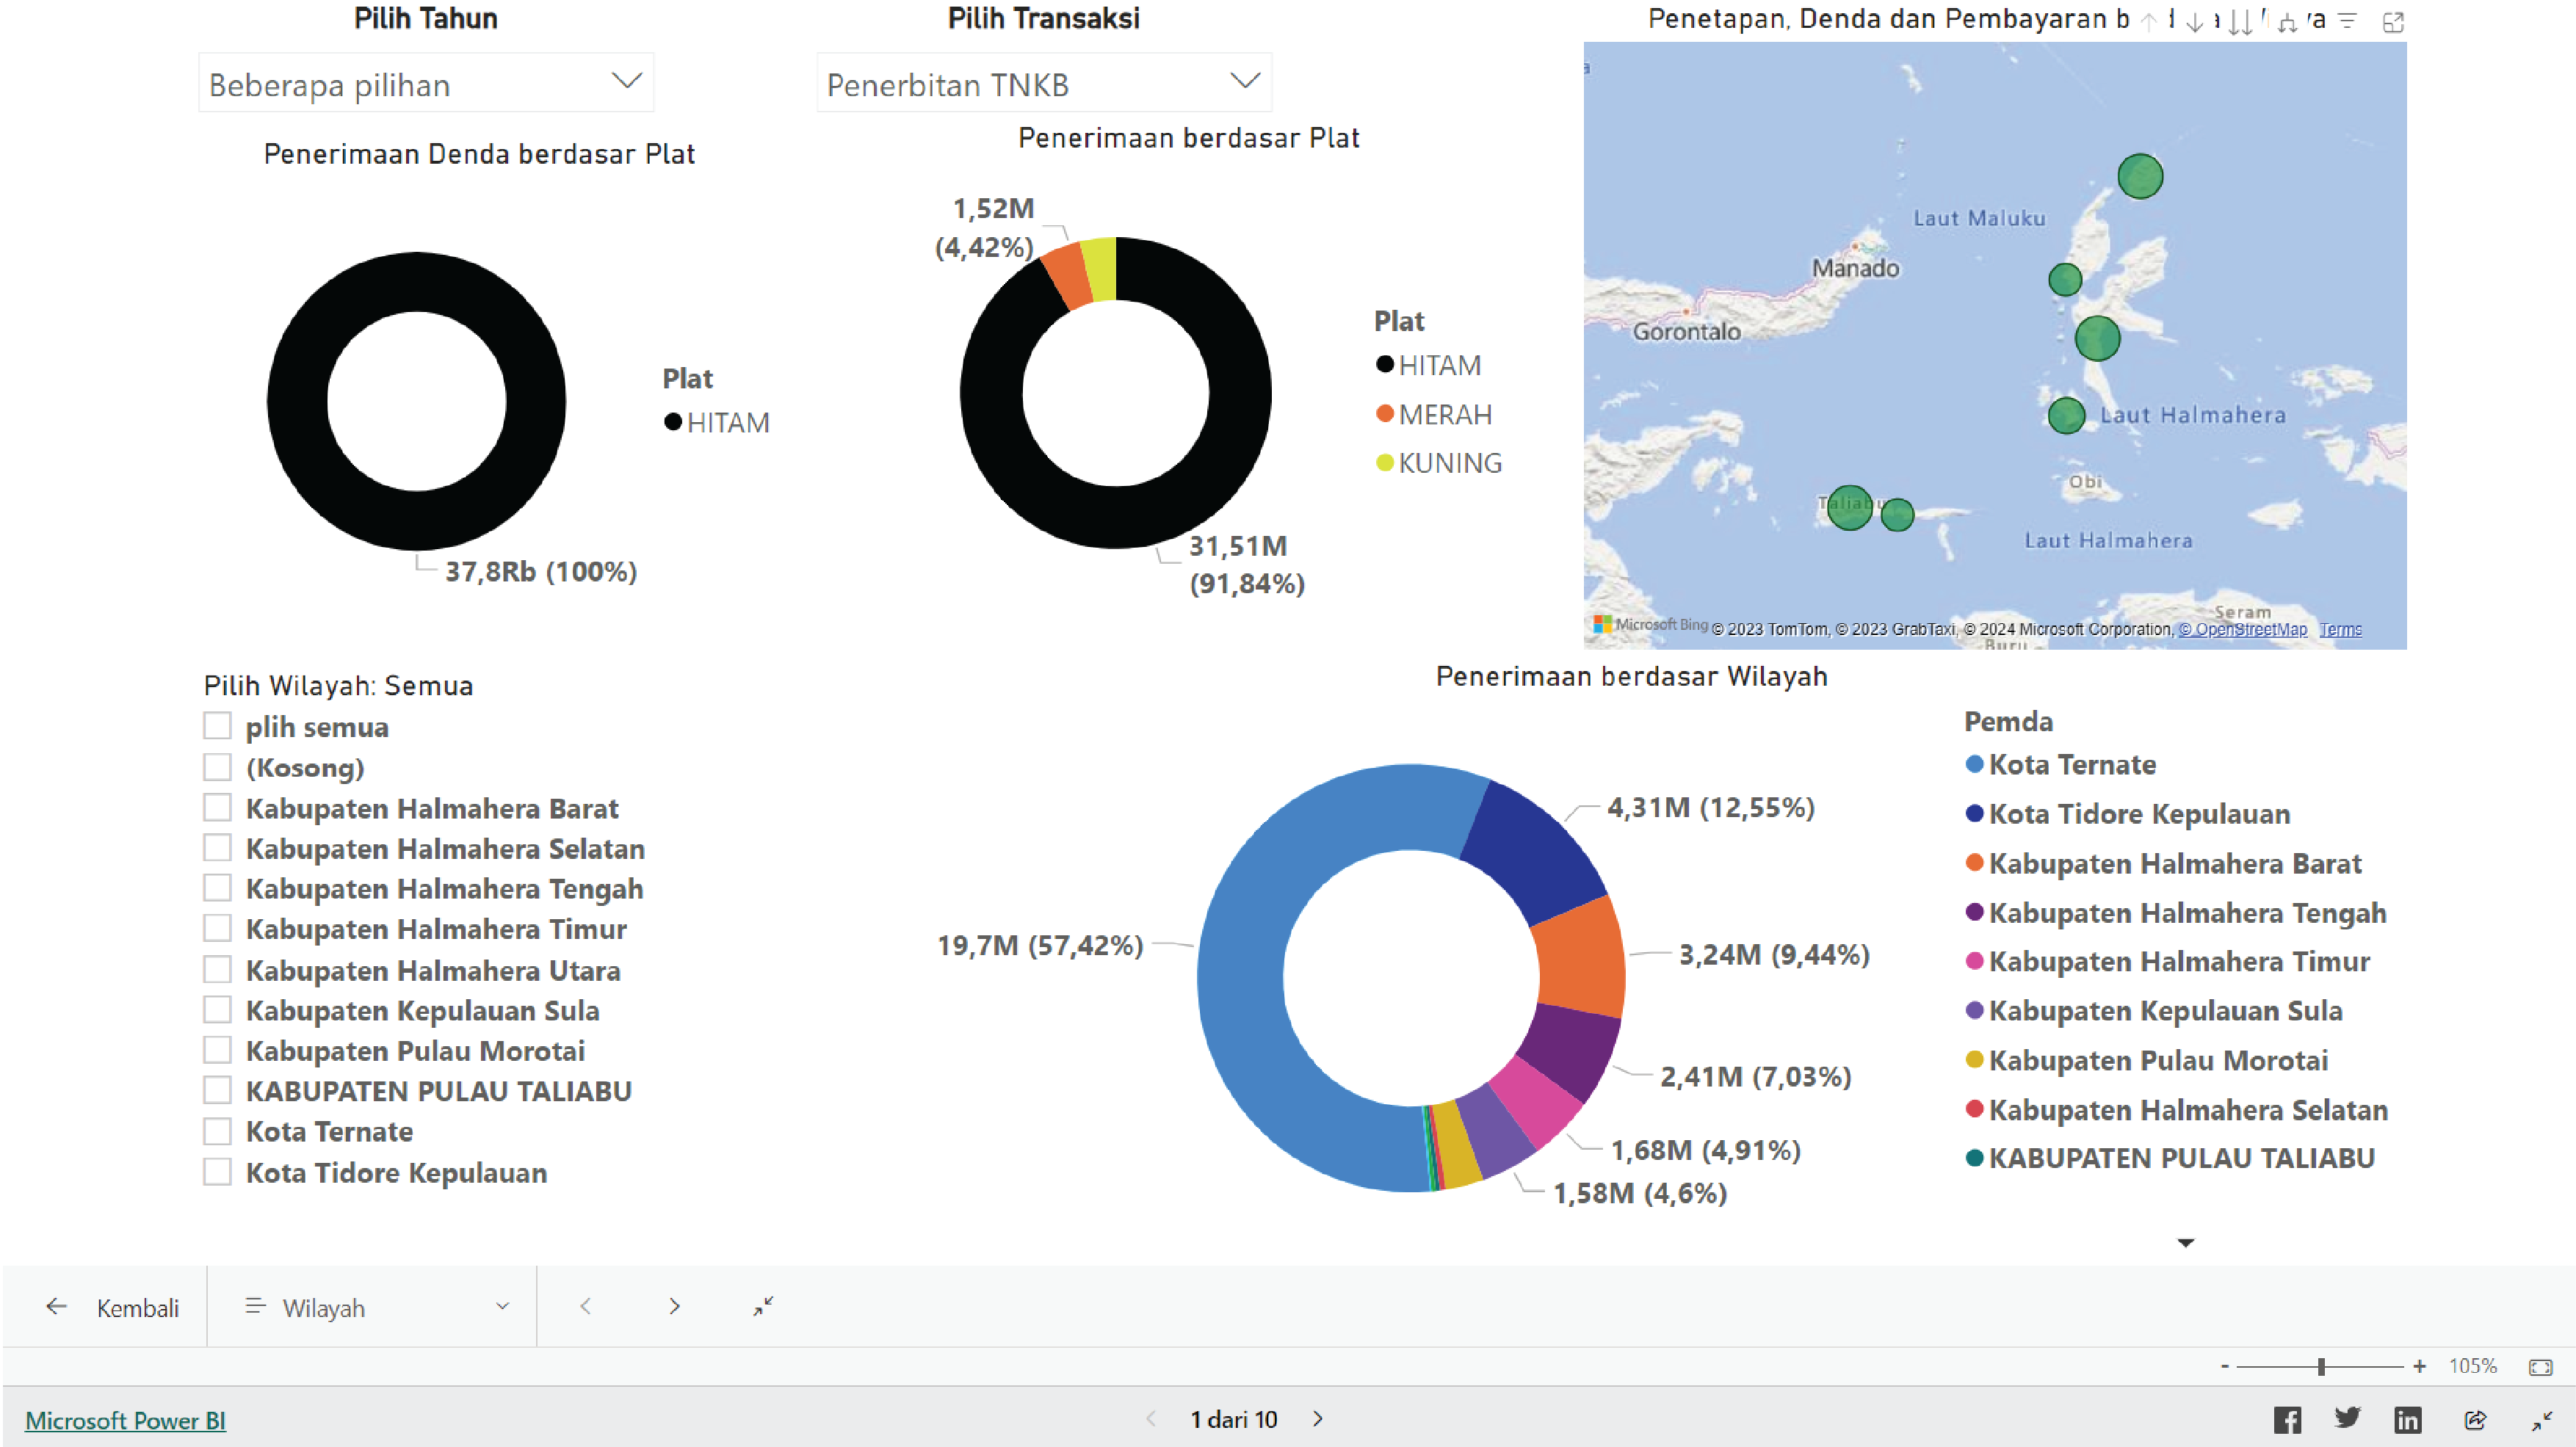 Pilih Tahun
Beberapa pilihan
Pilih Transaksi
Penerbitan TNKB
Penetapan, Denda dan Pembayaran b
Penerimaan Denda berdasar Plat
37,8Rb (100%)
Plat
HITAM
Penerimaan berdasar Plat
1,52M
(4,42%)
31,51M
(91,84%)
Plat
HITAM
MERAH
KUNING
Laut Maluku
Manado
Gorontalo
Laut Halmahera
Obi
Taliabu
Laut Halmahera
Seram
Buru
Microsoft Bing © 2023 TomTom, © 2023 GrabTaxi, © 2024 Microsoft Corporation, © OpenStreetMap Terms
Pilih Wilayah: Semua
plih semua
(Kosong)
Kabupaten Halmahera Barat
Kabupaten Halmahera Selatan
Kabupaten Halmahera Tengah
Kabupaten Halmahera Timur
Kabupaten Halmahera Utara
Kabupaten Kepulauan Sula
Kabupaten Pulau Morotai
KABUPATEN PULAU TALIABU
Kota Ternate
Kota Tidore Kepulauan
Penerimaan berdasar Wilayah
4,31M (12,55%)
19,7M (57,42%)
3,24M (9,44%)
2,41M (7,03%)
1,68M (4,91%)
1,58M (4,6%)
Pemda
Kota Ternate
Kota Tidore Kepulauan
Kabupaten Halmahera Barat
Kabupaten Halmahera Tengah
Kabupaten Halmahera Timur
Kabupaten Kepulauan Sula
Kabupaten Pulau Morotai
Kabupaten Halmahera Selatan
KABUPATEN PULAU TALIABU
Kembali
Wilayah
- + 105%
Microsoft Power BI
1 dari 10